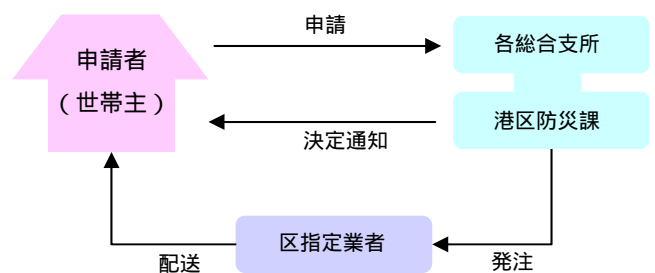 申請
申請者
（世帯主）
各総合支所
港区防災課
決定通知
区指定業者
配送
発注